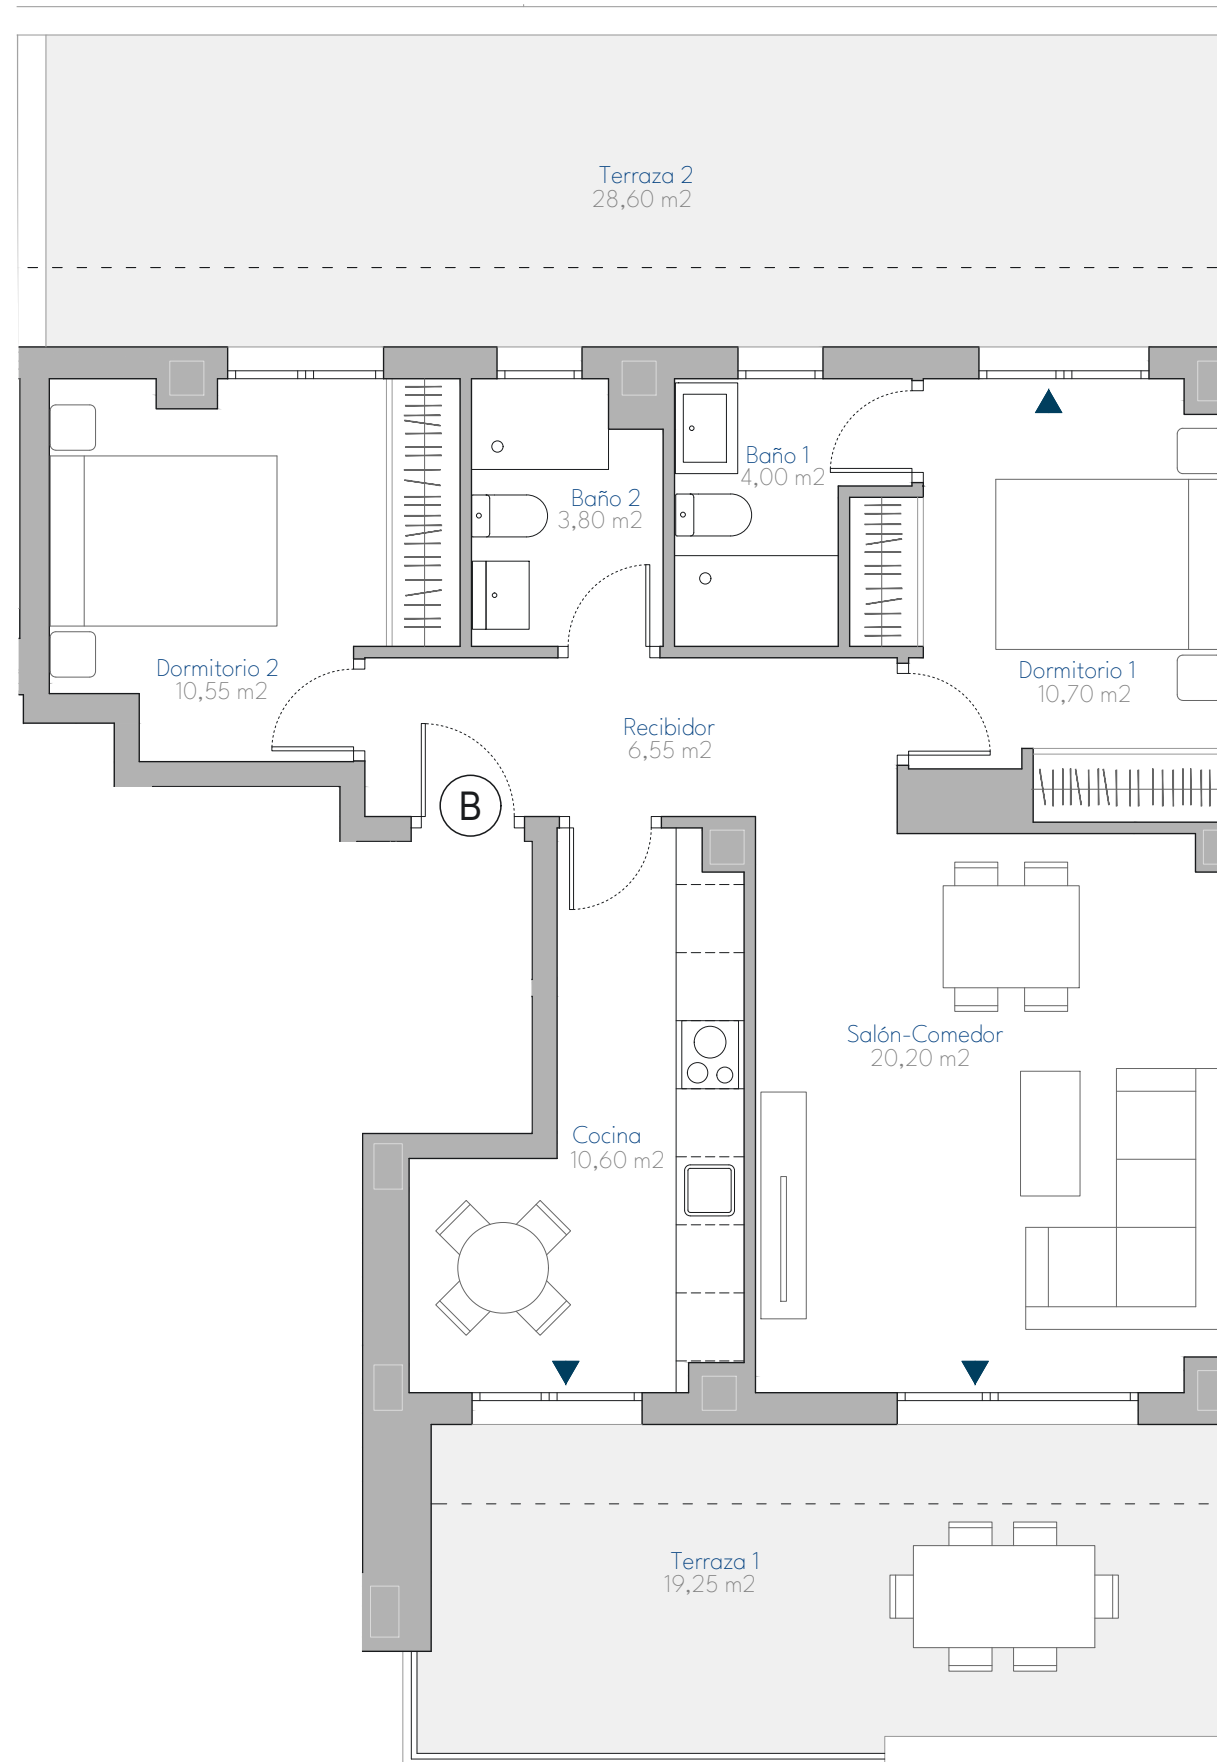 Terraza 2
28,60 m2
Baño 1
4,00 m2
Baño 2
3,80 m2
Dormitorio 2
10,55 m2
Dormitorio 1
10,70 m2
Recibidor
6,55 m2
B
Salón-Comedor
20,20 m2
Cocina
10,60 m2
Terraza 1
19,25 m2